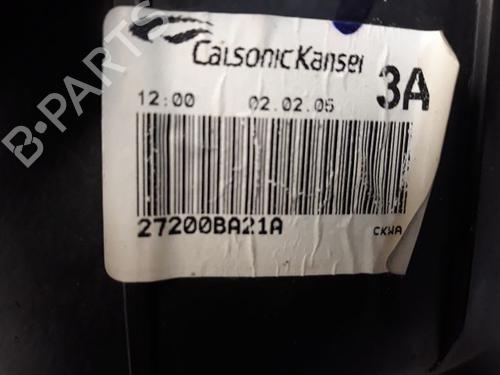 CalsonicKansei
3A
12:00 02.02.05
27200BA21A
CKWA
B-PARTS